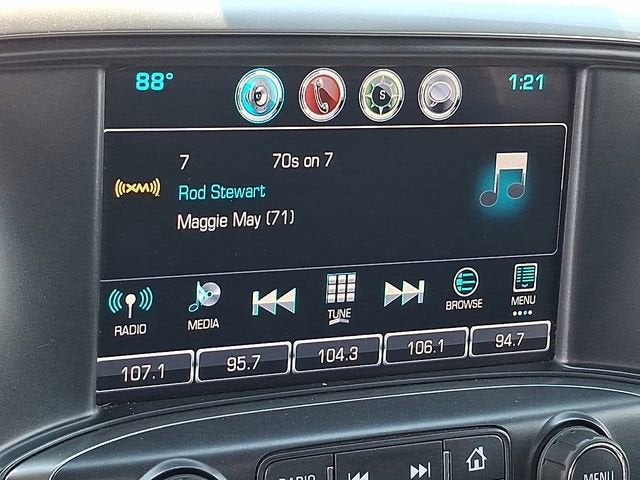 88° S 1:21
7 70s on 7
((XM))
Rod Stewart
Maggie May (71)
RADIO MEDIA TUNE BROWSE MENU
107.1 95.7 104.3 106.1 94.7
RADIO MENU